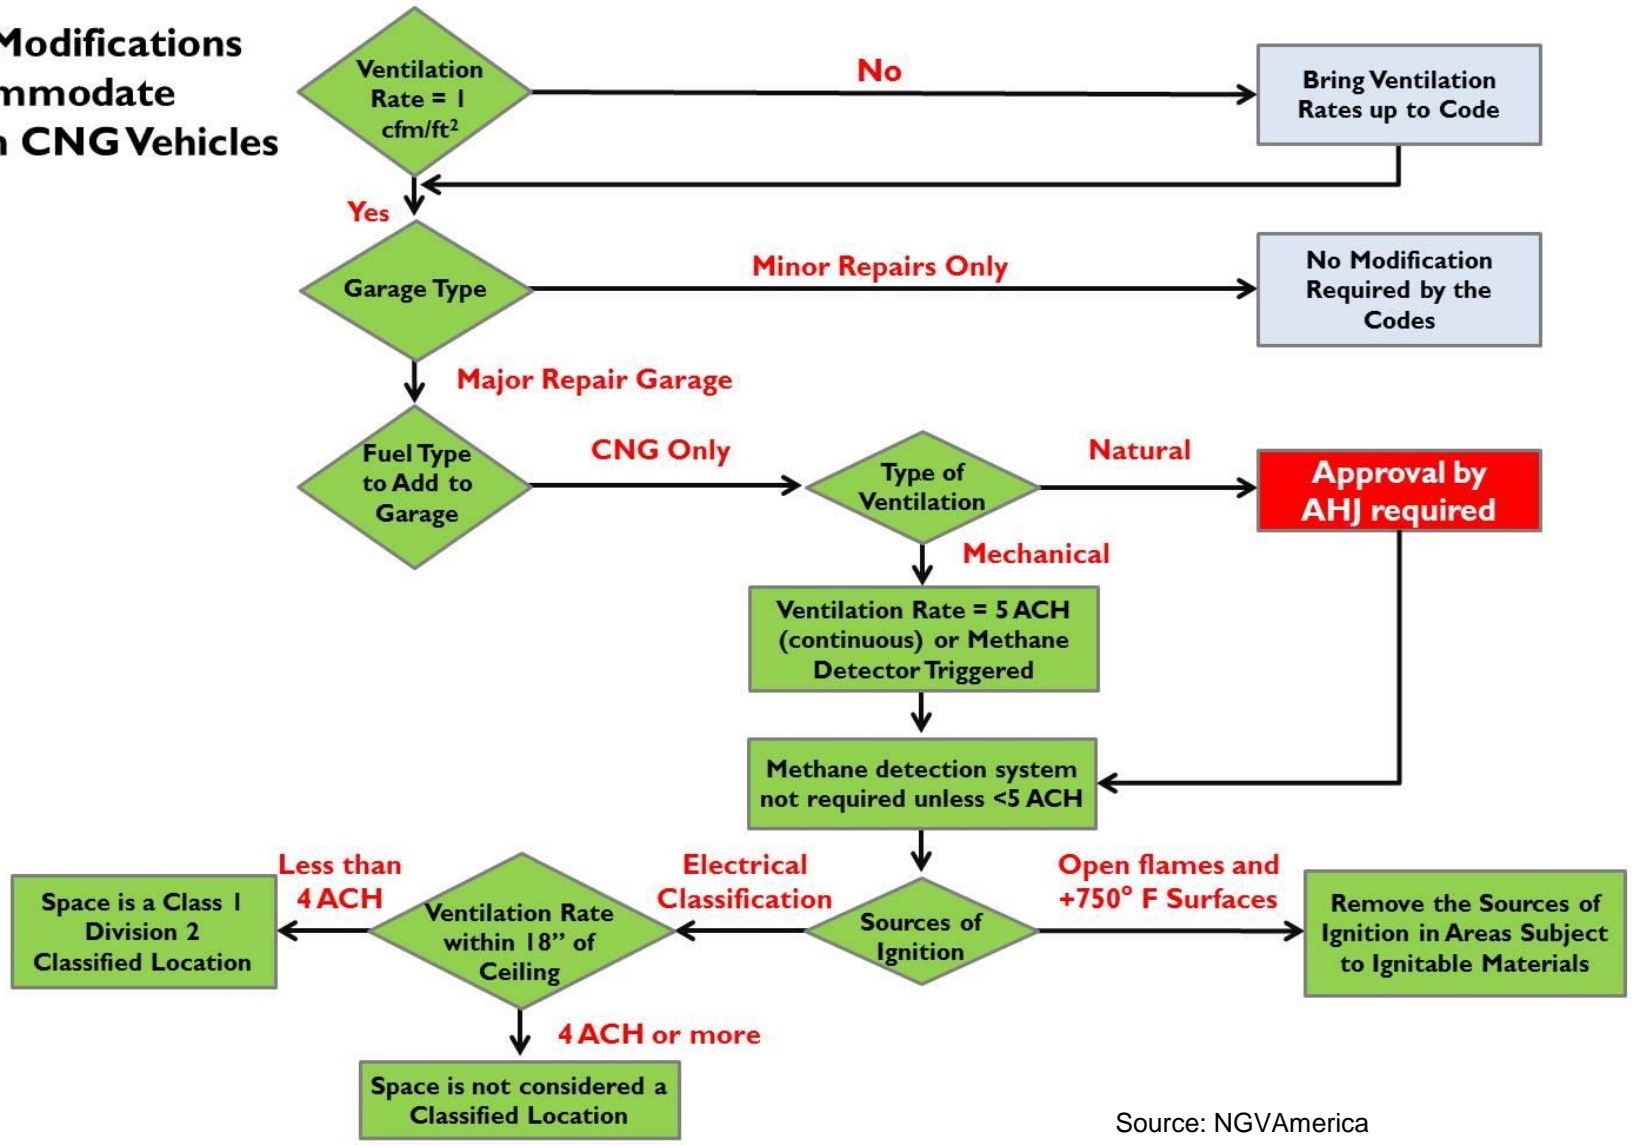 Modifications
mmodate
CNG Vehicles
Ventilation
Rate = 1
cfm/ft²
No
Bring Ventilation
Rates up to Code
Yes
Garage Type
Minor Repairs Only
No Modification
Required by the
Codes
Major Repair Garage
Fuel Type
to Add to
Garage
CNG Only
Type of
Ventilation
Natural
Approval by
AHJ required
Mechanical
Ventilation Rate = 5 ACH
(continuous) or Methane
Detector Triggered
Methane detection system
not required unless <5 ACH
Sources of
Ignition
Open flames and
+750° F Surfaces
Remove the Sources of
Ignition in Areas Subject
to Ignitable Materials
Electrical
Classification
Ventilation Rate
within 18” of
Ceiling
Less than
4 ACH
Space is a Class 1
Division 2
Classified Location
4 ACH or more
Space is not considered a
Classified Location
Source: NGVAmerica